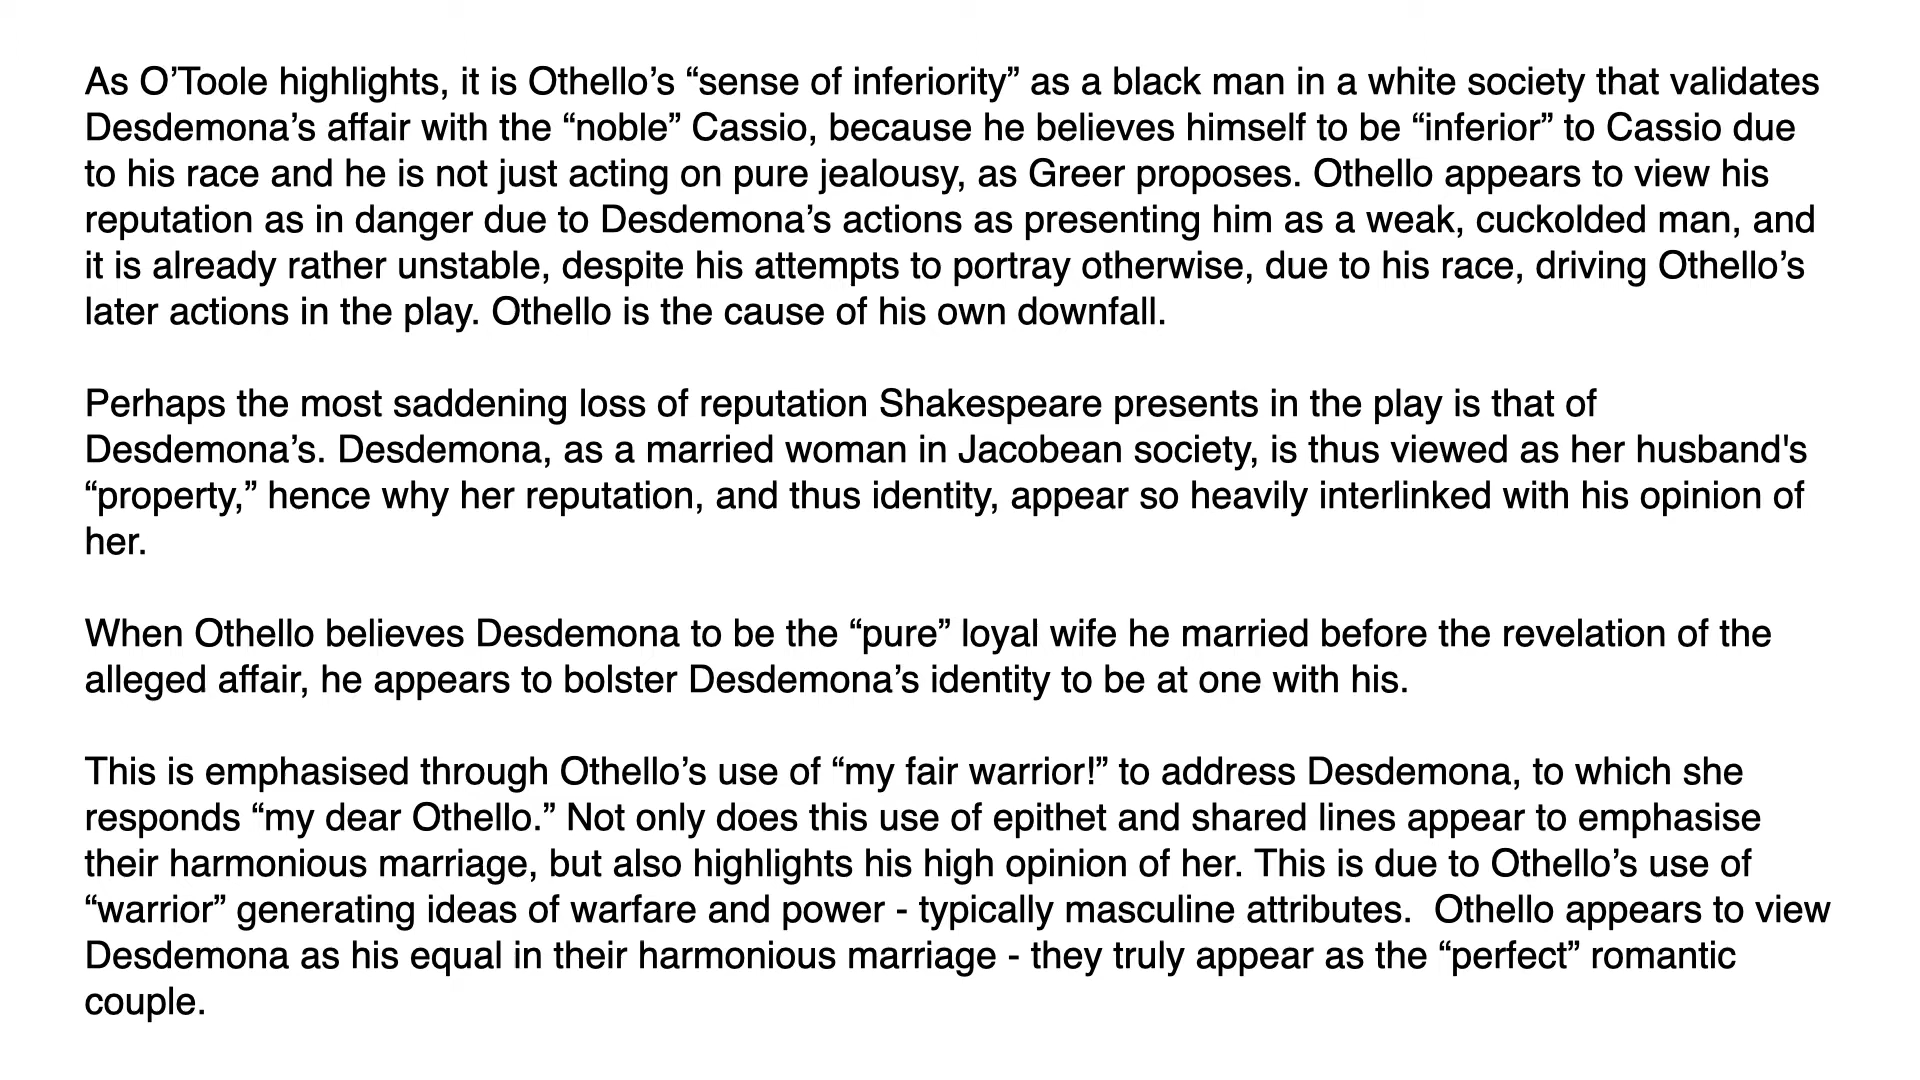 As O’Toole highlights, it is Othello’s “sense of inferiority” as a black man in a white society that validates
Desdemona’s affair with the “noble” Cassio, because he believes himself to be “inferior” to Cassio due
to his race and he is not just acting on pure jealousy, as Greer proposes. Othello appears to view his
reputation as in danger due to Desdemona’s actions as presenting him as a weak, cuckolded man, and
it is already rather unstable, despite his attempts to portray otherwise, due to his race, driving Othello’s
later actions in the play. Othello is the cause of his own downfall.

Perhaps the most saddening loss of reputation Shakespeare presents in the play is that of
Desdemona’s. Desdemona, as a married woman in Jacobean society, is thus viewed as her husband's
“property,” hence why her reputation, and thus identity, appear so heavily interlinked with his opinion of
her.

When Othello believes Desdemona to be the “pure” loyal wife he married before the revelation of the
alleged affair, he appears to bolster Desdemona’s identity to be at one with his.

This is emphasised through Othello’s use of “my fair warrior!” to address Desdemona, to which she
responds “my dear Othello.” Not only does this use of epithet and shared lines appear to emphasise
their harmonious marriage, but also highlights his high opinion of her. This is due to Othello’s use of
“warrior” generating ideas of warfare and power - typically masculine attributes.  Othello appears to view
Desdemona as his equal in their harmonious marriage - they truly appear as the “perfect” romantic
couple.